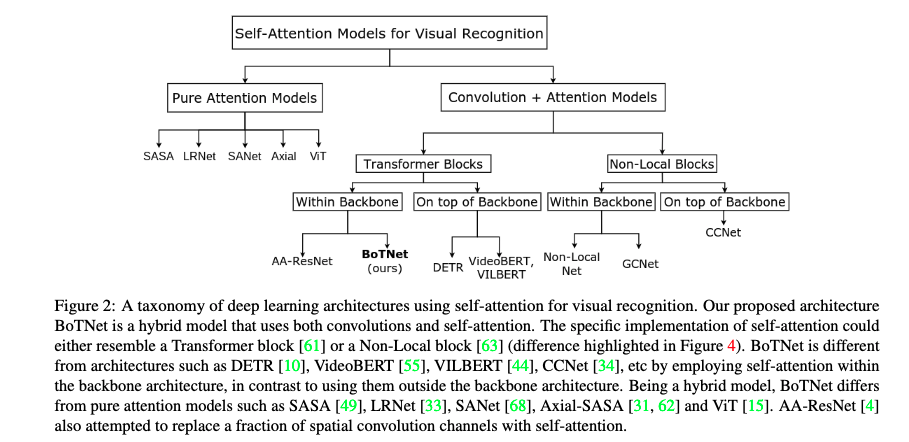 Self-Attention Models for Visual Recognition
Pure Attention Models
Convolution + Attention Models
SASA LRNet SANet Axial ViT
Transformer Blocks
Non-Local Blocks
Within Backbone
On top of Backbone
Within Backbone
On top of Backbone
AA-ResNet
BoTNet
(ours)
DETR
VideoBERT,
VILBERT
Non-Local
Net
GCNet
CCNet
Figure 2: A taxonomy of deep learning architectures using self-attention for visual recognition. Our proposed architecture
BoTNet is a hybrid model that uses both convolutions and self-attention. The specific implementation of self-attention could
either resemble a Transformer block [61] or a Non-Local block [63] (difference highlighted in Figure 4). BoTNet is different
from architectures such as DETR [10], VideoBERT [55], VILBERT [44], CCNet [34], etc by employing self-attention within
the backbone architecture, in contrast to using them outside the backbone architecture. Being a hybrid model, BoTNet differs
from pure attention models such as SASA [49], LRNet [33], SANet [68], Axial-SASA [31, 62] and ViT [15]. AA-ResNet [4]
also attempted to replace a fraction of spatial convolution channels with self-attention.